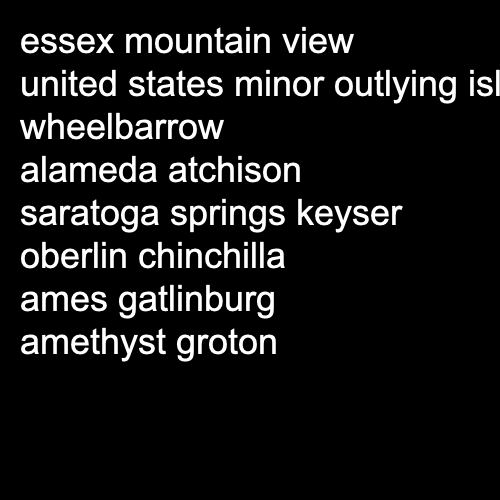 essex mountain view
united states minor outlying
wheelbarrow
alameda atchison
saratoga springs keyser
oberlin chinchilla
ames gatlinburg
amethyst groton